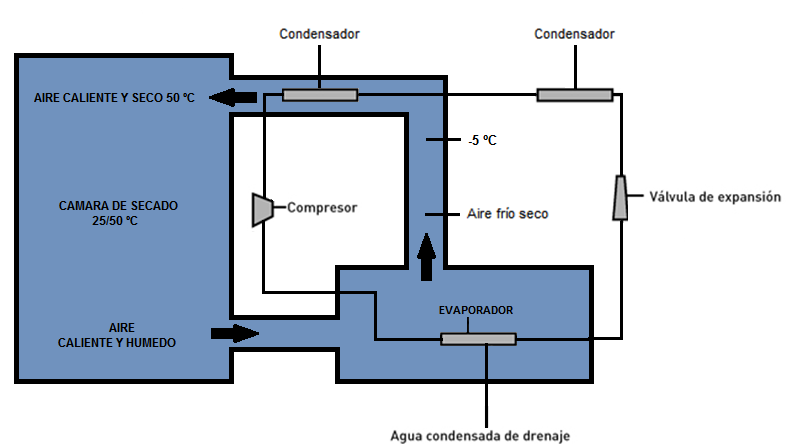 Condensador
Condensador
AIRE CALIENTE Y SECO 50 ºC
-5 ºC
CAMARA DE SECADO
25/50 ºC
Compresor
Válvula de expansión
Aire frío seco
EVAPORADOR
AIRE
CALIENTE Y HUMEDO
Agua condensada de drenaje